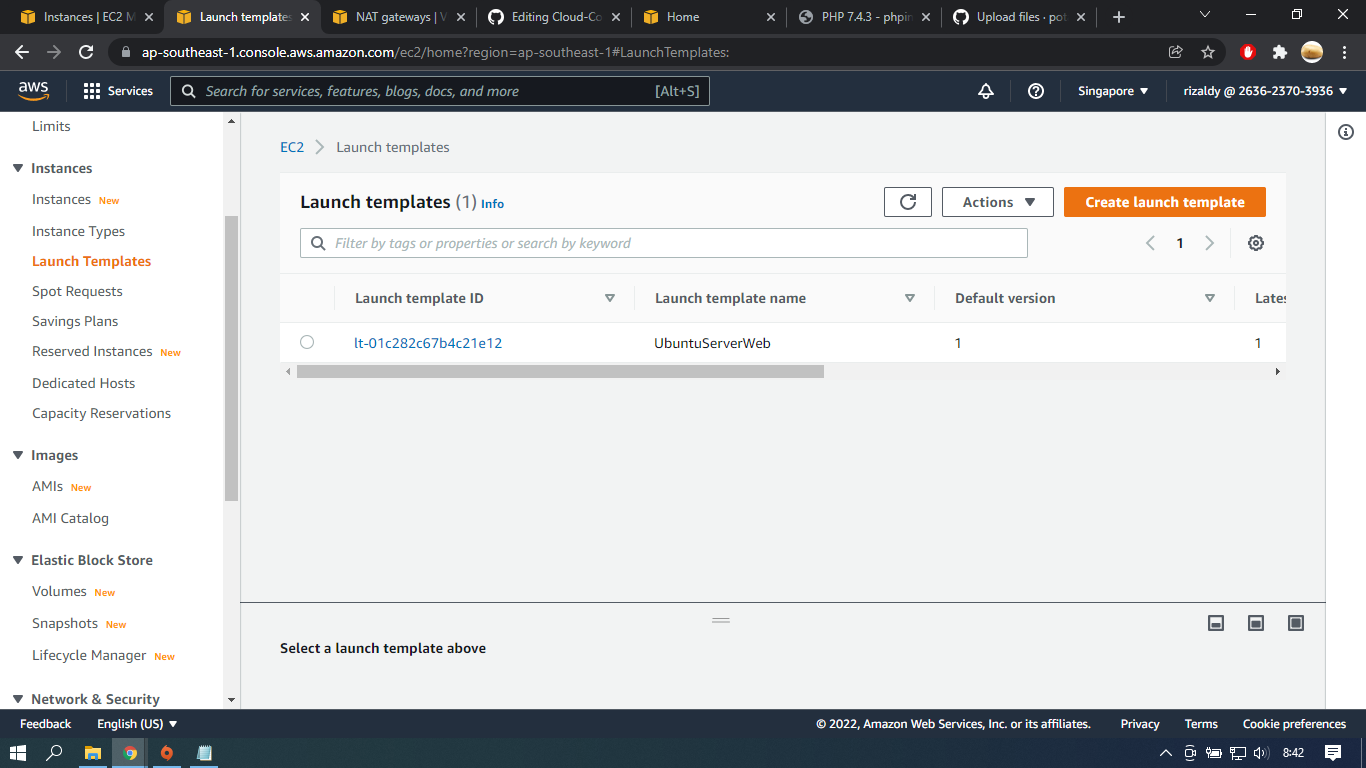 Instances | EC2 M
Launch templates
NAT gateways | V
Editing Cloud-Co
Home
PHP 7.4.3 - phpin
Upload files · pot
ap-southeast-1.console.aws.amazon.com/ec2/home?region=ap-southeast-1#LaunchTemplates:
aws
Services
Search for services, features, blogs, docs, and more
[Alt+S]
Singapore
rizaldy @ 2636-2370-3936
Limits
Instances
Instances New
Instance Types
Launch Templates
Spot Requests
Savings Plans
Reserved Instances New
Dedicated Hosts
Capacity Reservations
Images
AMIs New
AMI Catalog
Elastic Block Store
Volumes New
Snapshots New
Lifecycle Manager New
Network & Security
EC2
Launch templates
Launch templates (1) Info
Actions
Create launch template
Filter by tags or properties or search by keyword
1
Launch template ID
Launch template name
Default version
Lates
lt-01c282c67b4c21e12
UbuntuServerWeb
1
1
Select a launch template above
Feedback
English (US)
© 2022, Amazon Web Services, Inc. or its affiliates.
Privacy
Terms
Cookie preferences
8:42